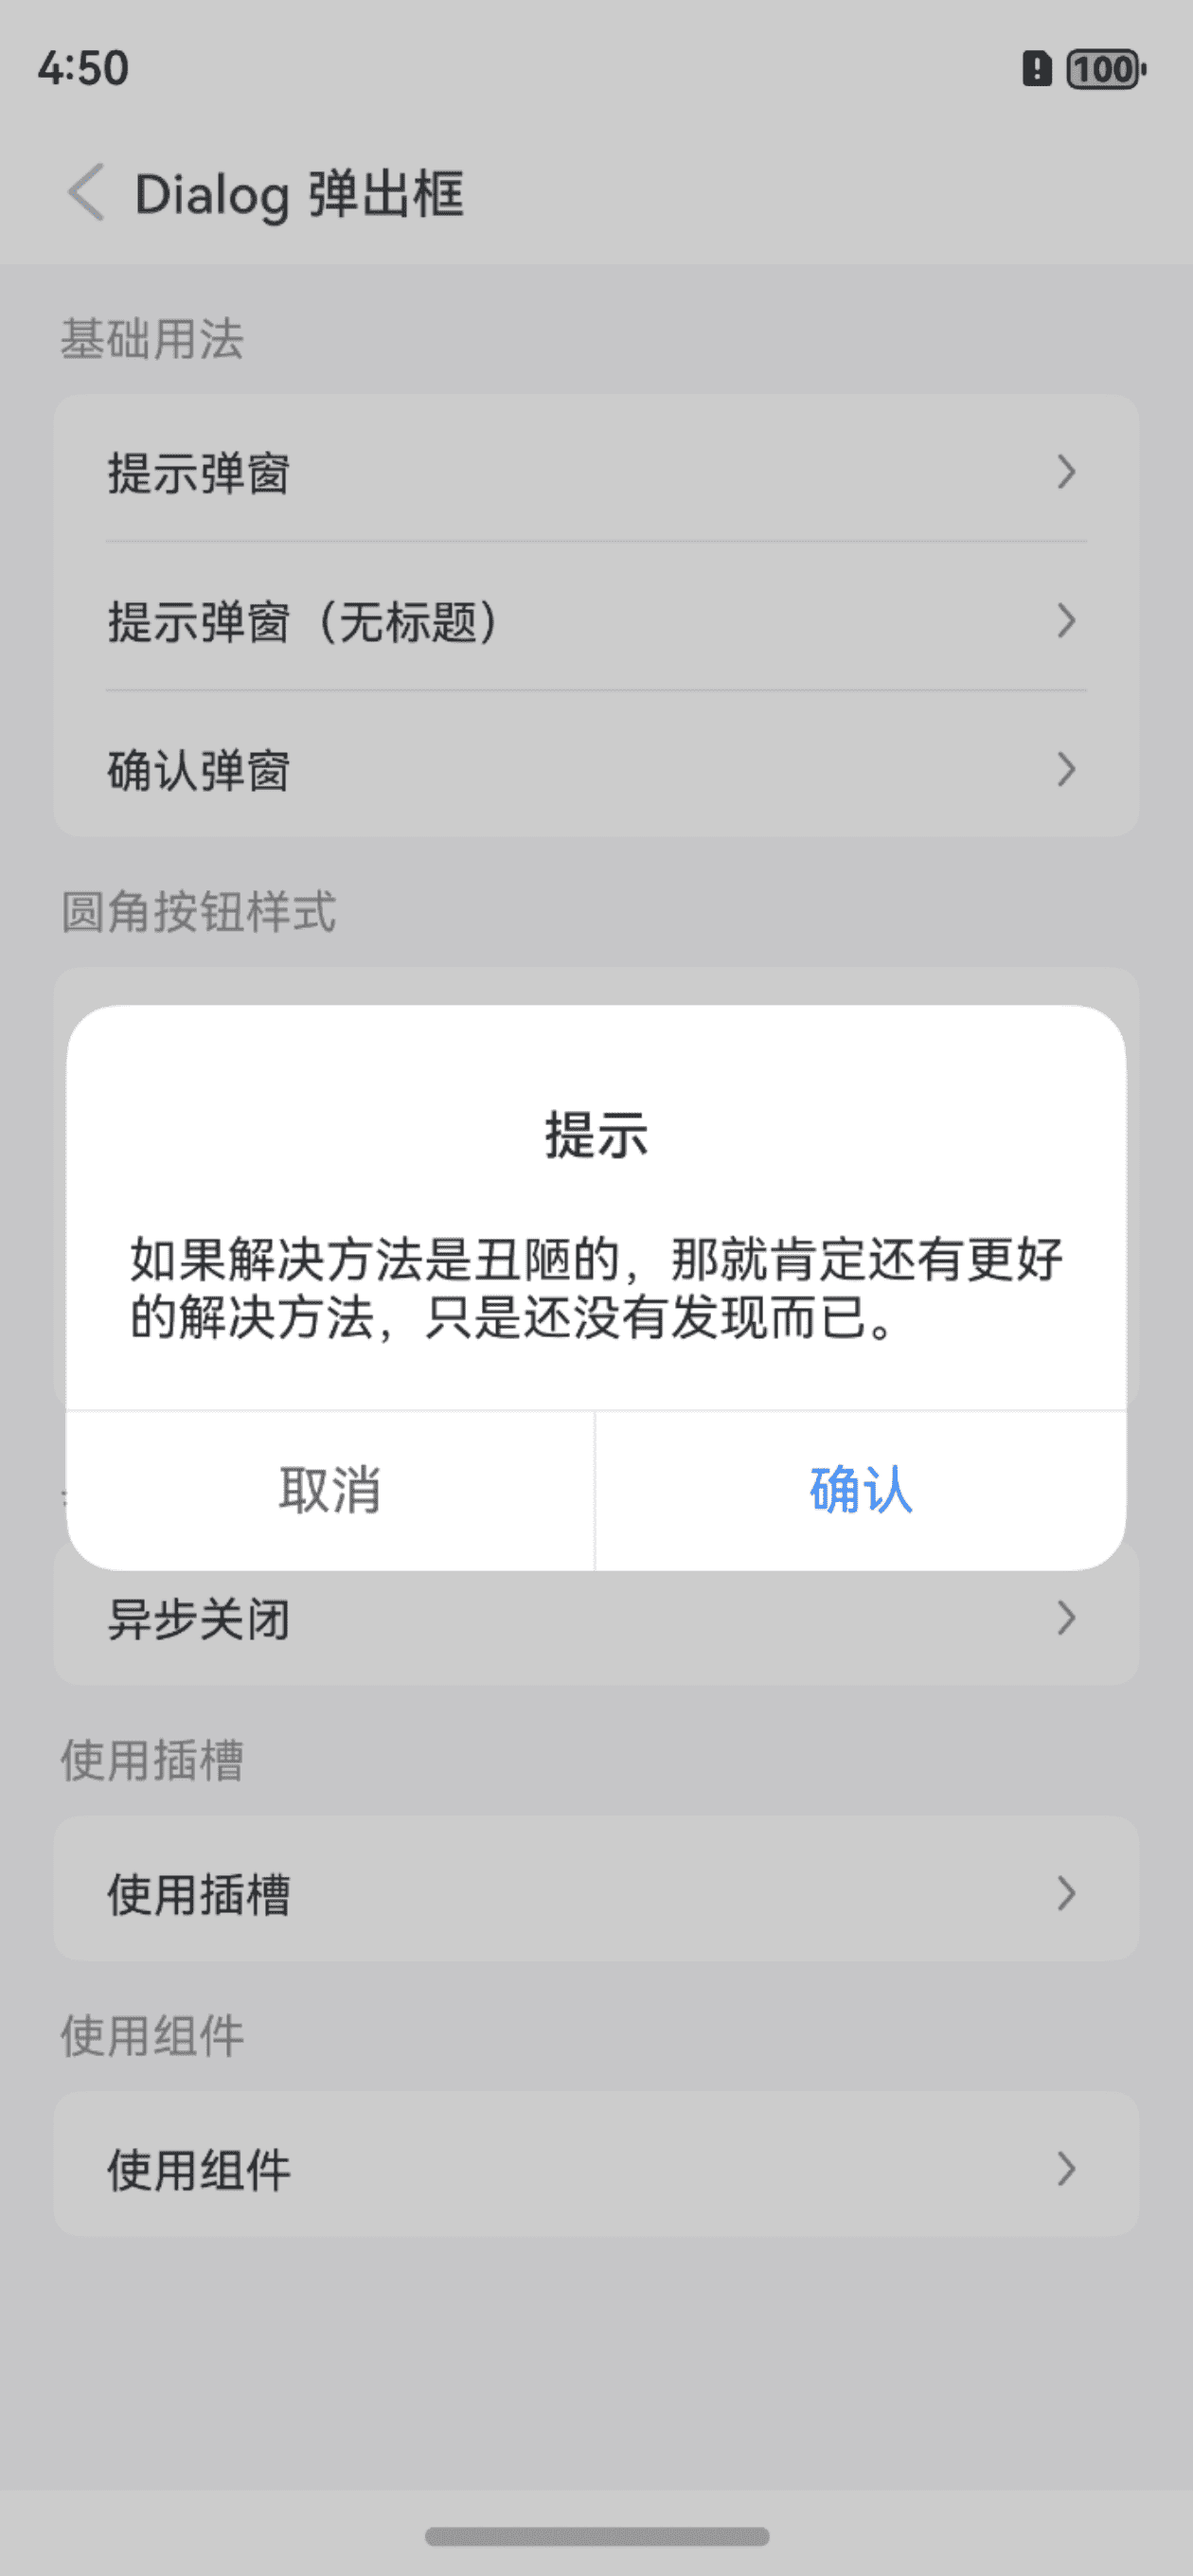 4:50
100
Dialog 弹出框
基础用法
提示弹窗
提示弹窗（无标题）
确认弹窗
圆角按钮样式
提示
如果解决方法是丑陋的，那就肯定还有更好
的解决方法，只是还没有发现而已。
取消
确认
异步关闭
使用插槽
使用插槽
使用组件
使用组件